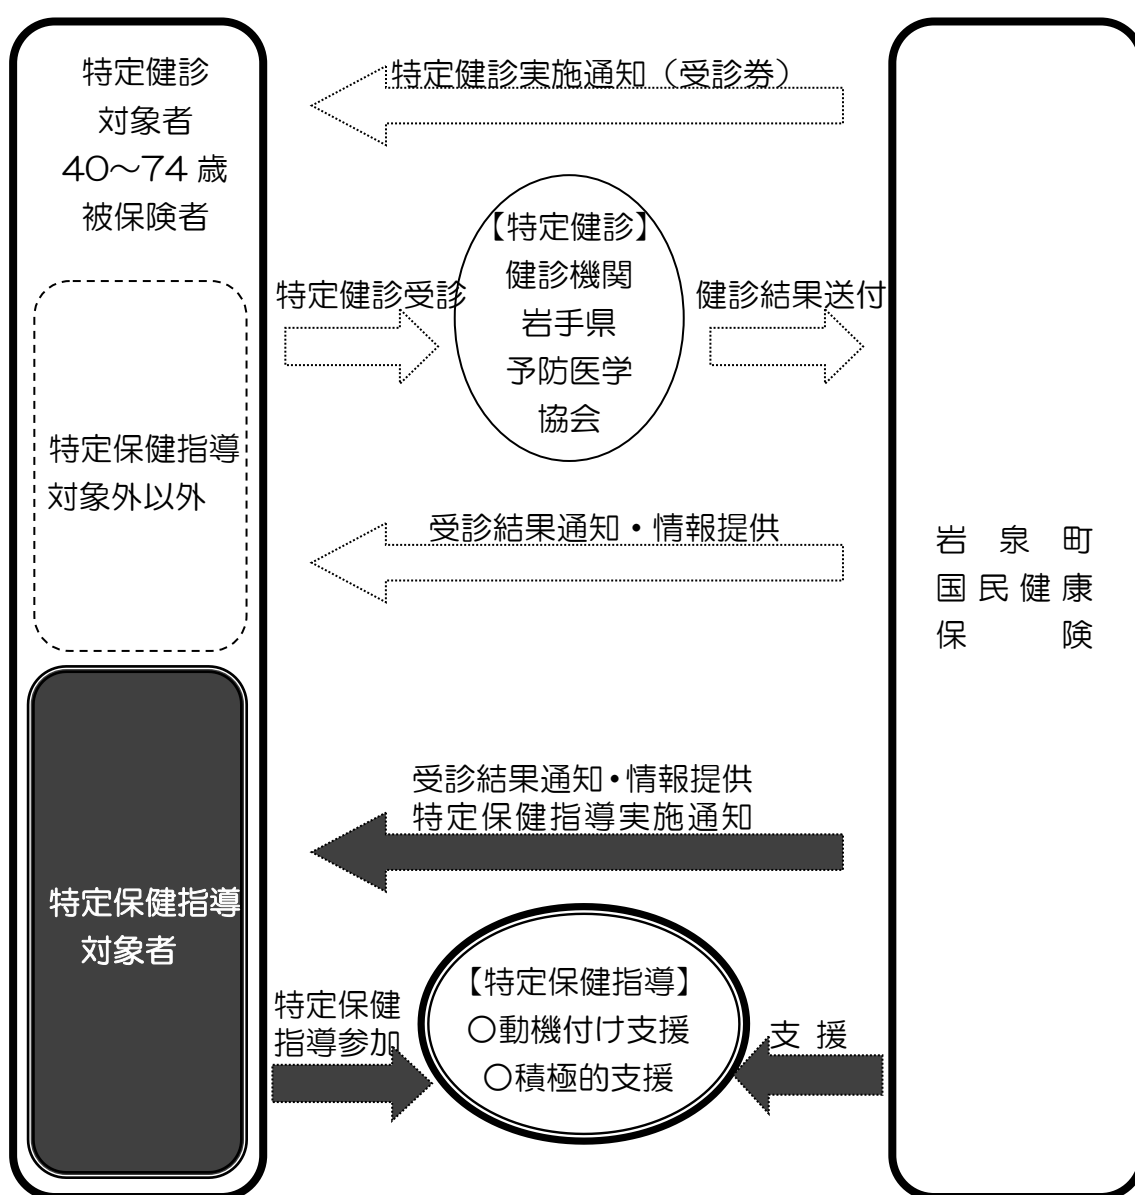 特定健診
対象者
40～74歳
被保険者
特定健診実施通知（受診券）
【特定健診】
健診機関
岩手県
予防医学
協会
特定健診受診
健診結果送付
特定保健指導
対象外以外
受診結果通知・情報提供
岩泉町
国民健康
保険
受診結果通知・情報提供
特定保健指導実施通知
特定保健指導
対象者
特定保健
指導参加
【特定保健指導】
○動機付け支援
○積極的支援
支援